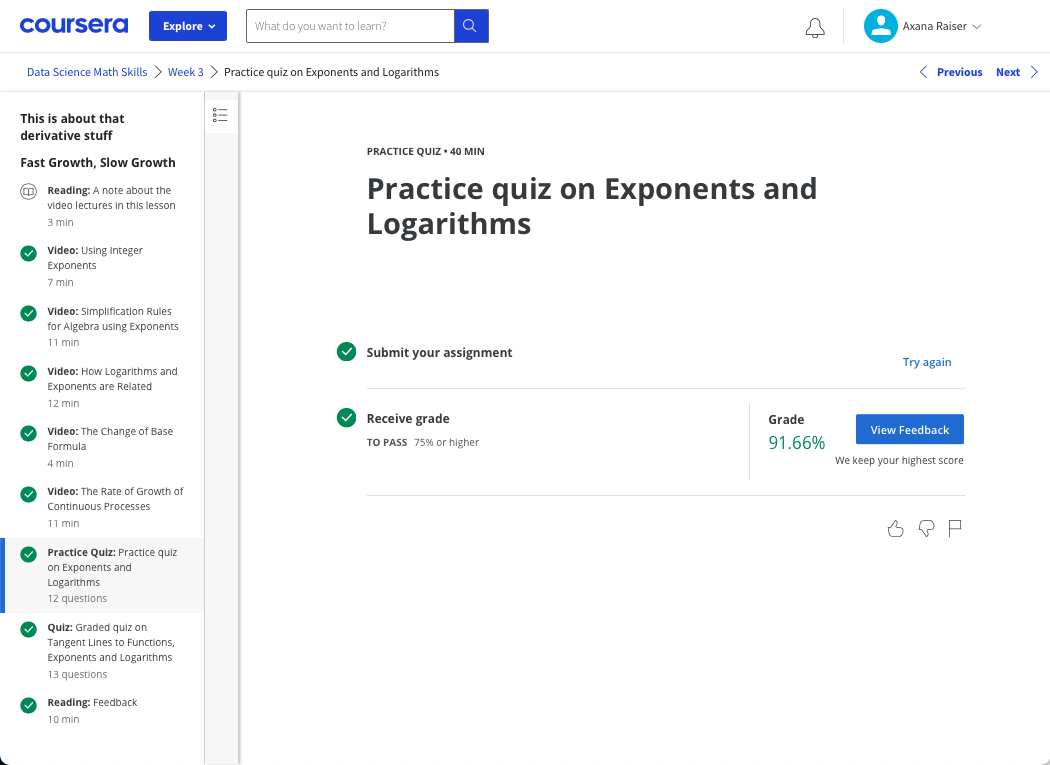 coursera
Explore
What do you want to learn?
Axana Raiser
Data Science Math Skills
Week 3
Practice quiz on Exponents and Logarithms
Previous
Next
This is about that
derivative stuff
Fast Growth, Slow Growth
Reading: A note about the
video lectures in this lesson
3 min
Video: Using Integer
Exponents
7 min
Video: Simplification Rules
for Algebra using Exponents
11 min
Video: How Logarithms and
Exponents are Related
12 min
Video: The Change of Base
Formula
4 min
Video: The Rate of Growth of
Continuous Processes
11 min
Practice Quiz: Practice quiz
on Exponents and
Logarithms
12 questions
Quiz: Graded quiz on
Tangent Lines to Functions,
Exponents and Logarithms
13 questions
Reading: Feedback
10 min
PRACTICE QUIZ • 40 MIN
Practice quiz on Exponents and
Logarithms
Submit your assignment
Try again
Receive grade
TO PASS 75% or higher
Grade
91.66%
View Feedback
We keep your highest score